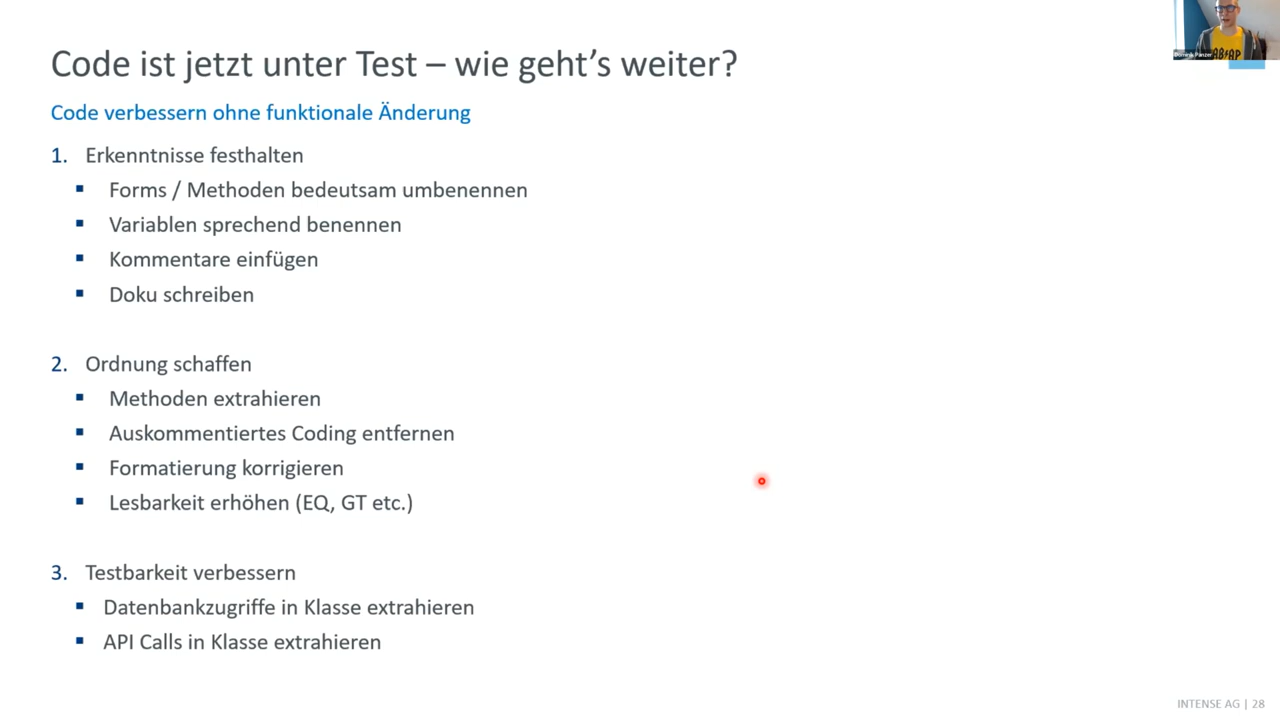 Code ist jetzt unter Test – wie geht's weiter?
Code verbessern ohne funktionale Änderung
1. Erkenntnisse festhalten
▪ Forms / Methoden bedeutsam umbenennen
▪ Variablen sprechend benennen
▪ Kommentare einfügen
▪ Doku schreiben
2. Ordnung schaffen
▪ Methoden extrahieren
▪ Auskommentiertes Coding entfernen
▪ Formatierung korrigieren
▪ Lesbarkeit erhöhen (EQ, GT etc.)
3. Testbarkeit verbessern
▪ Datenbankzugriffe in Klasse extrahieren
▪ API Calls in Klasse extrahieren
Dominik Panzer
INTENSE AG | 28